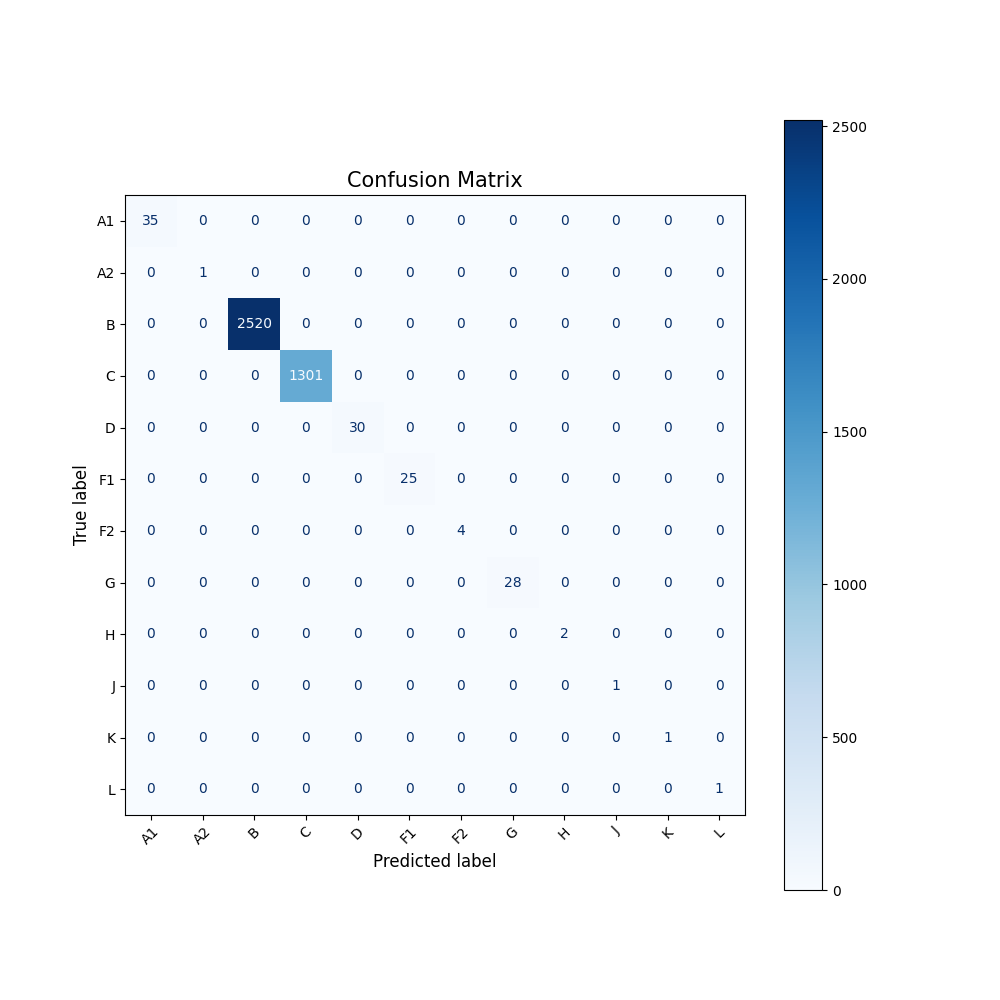 Confusion Matrix
A1 35 0 0 0 0 0 0 0 0 0 0 0
A2 0 1 0 0 0 0 0 0 0 0 0 0
B 0 0 2520 0 0 0 0 0 0 0 0 0
C 0 0 0 1301 0 0 0 0 0 0 0 0
D 0 0 0 0 30 0 0 0 0 0 0 0
F1 0 0 0 0 0 25 0 0 0 0 0 0
F2 0 0 0 0 0 0 4 0 0 0 0 0
G 0 0 0 0 0 0 0 28 0 0 0 0
H 0 0 0 0 0 0 0 0 2 0 0 0
J 0 0 0 0 0 0 0 0 0 1 0 0
K 0 0 0 0 0 0 0 0 0 0 1 0
L 0 0 0 0 0 0 0 0 0 0 0 1
A1 A2 B C D F1 F2 G H J K L
Predicted label
True label
2500
2000
1500
1000
500
0